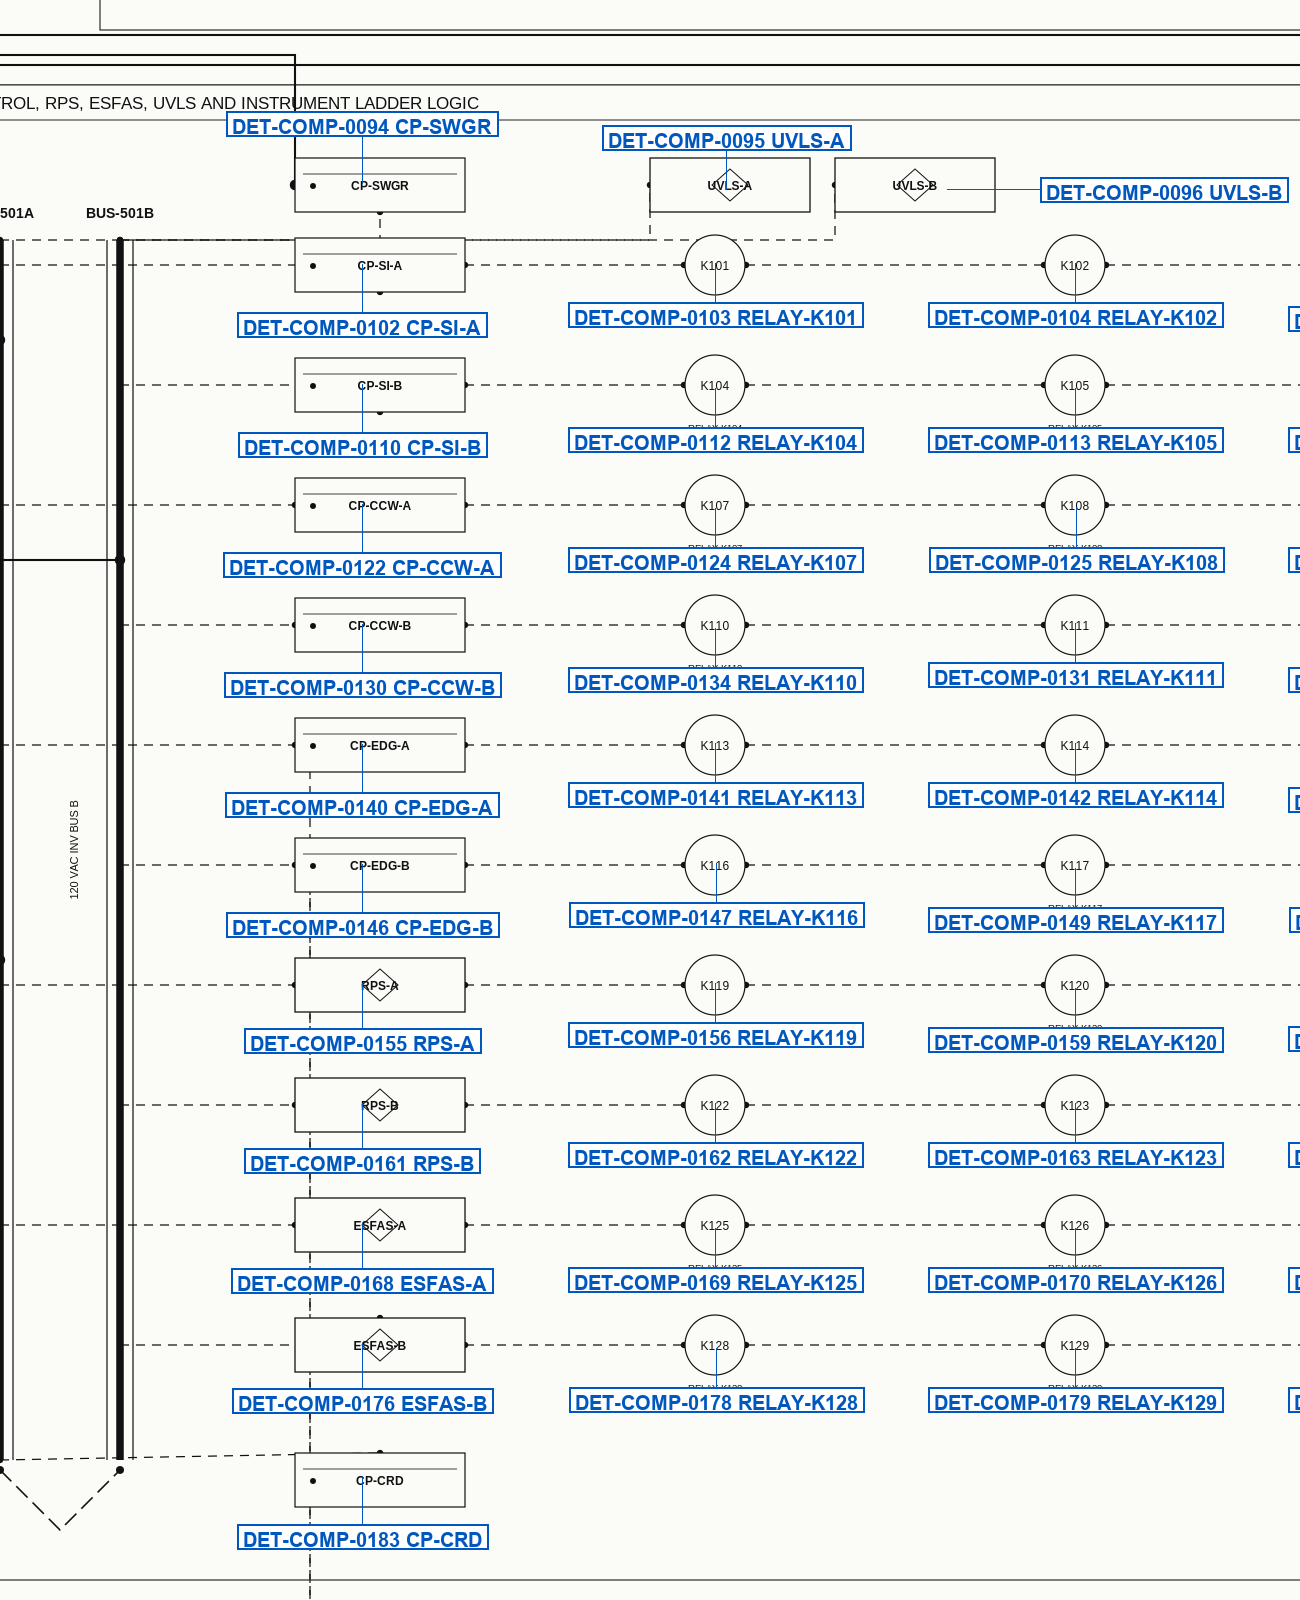 TROL, RPS, ESFAS, UVLS AND INSTRUMENT LADDER LOGIC
DET-COMP-0094 CP-SWGR
DET-COMP-0095 UVLS-A
CP-SWGR
UVLS-A
UVLS-B
DET-COMP-0096 UVLS-B
501A
BUS-501B
CP-SI-A
K101
K102
DET-COMP-0102 CP-SI-A
DET-COMP-0103 RELAY-K101
DET-COMP-0104 RELAY-K102
CP-SI-B
K104
K105
DET-COMP-0110 CP-SI-B
DET-COMP-0112 RELAY-K104
DET-COMP-0113 RELAY-K105
CP-CCW-A
K107
K108
DET-COMP-0122 CP-CCW-A
DET-COMP-0124 RELAY-K107
DET-COMP-0125 RELAY-K108
CP-CCW-B
K110
K111
DET-COMP-0130 CP-CCW-B
DET-COMP-0134 RELAY-K110
DET-COMP-0131 RELAY-K111
CP-EDG-A
K113
K114
DET-COMP-0140 CP-EDG-A
DET-COMP-0141 RELAY-K113
DET-COMP-0142 RELAY-K114
120 VAC INV BUS B
CP-EDG-B
K116
K117
DET-COMP-0146 CP-EDG-B
DET-COMP-0147 RELAY-K116
DET-COMP-0149 RELAY-K117
RPS-A
K119
K120
DET-COMP-0155 RPS-A
DET-COMP-0156 RELAY-K119
DET-COMP-0159 RELAY-K120
RPS-B
K122
K123
DET-COMP-0161 RPS-B
DET-COMP-0162 RELAY-K122
DET-COMP-0163 RELAY-K123
ESFAS-A
K125
K126
DET-COMP-0168 ESFAS-A
DET-COMP-0169 RELAY-K125
DET-COMP-0170 RELAY-K126
ESFAS-B
K128
K129
DET-COMP-0176 ESFAS-B
DET-COMP-0178 RELAY-K128
DET-COMP-0179 RELAY-K129
CP-CRD
DET-COMP-0183 CP-CRD